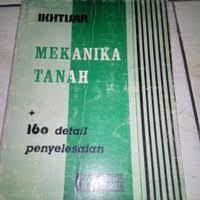 IKHTISAR
MEKANIKA
TANAH
+
160 detail
penyelesaian